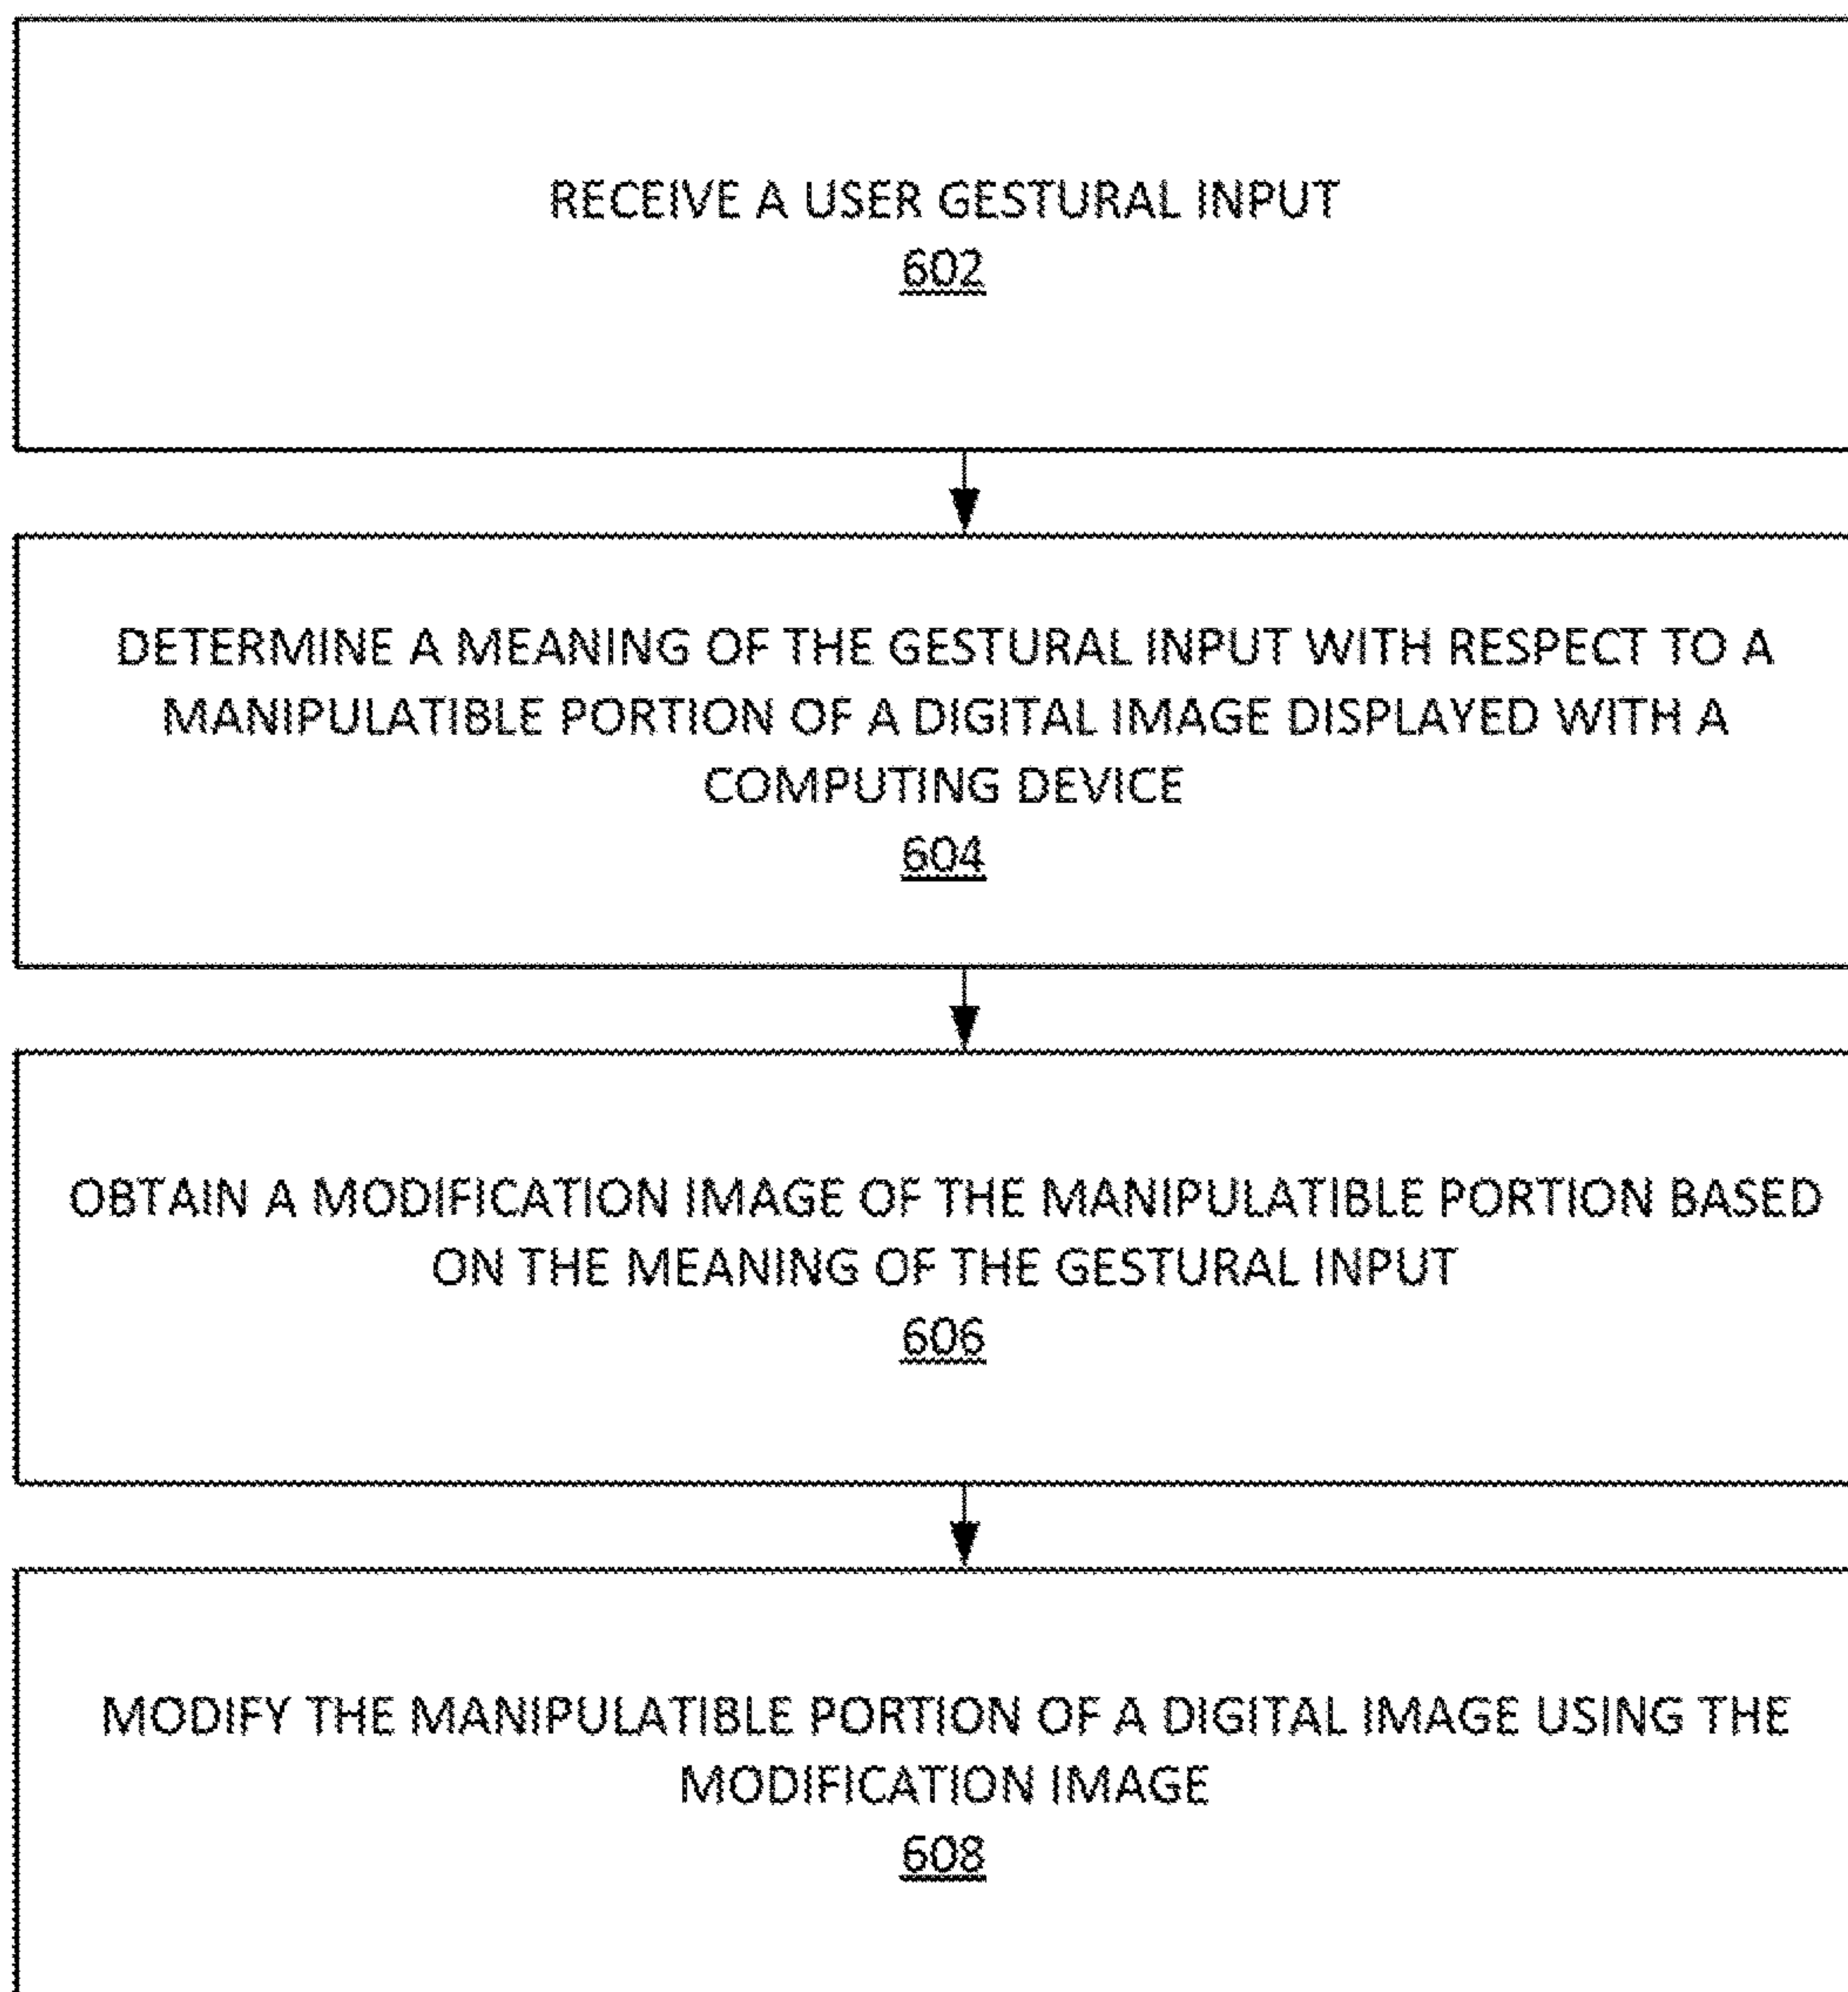 RECEIVE A USER GESTURAL INPUT
602
DETERMINE A MEANING OF THE GESTURAL INPUT WITH RESPECT TO A
MANIPULATIBLE PORTION OF A DIGITAL IMAGE DISPLAYED WITH A
COMPUTING DEVICE
604
OBTAIN A MODIFICATION IMAGE OF THE MANIPULATIBLE PORTION BASED
ON THE MEANING OF THE GESTURAL INPUT
606
MODIFY THE MANIPULATIBLE PORTION OF A DIGITAL IMAGE USING THE
MODIFICATION IMAGE
608